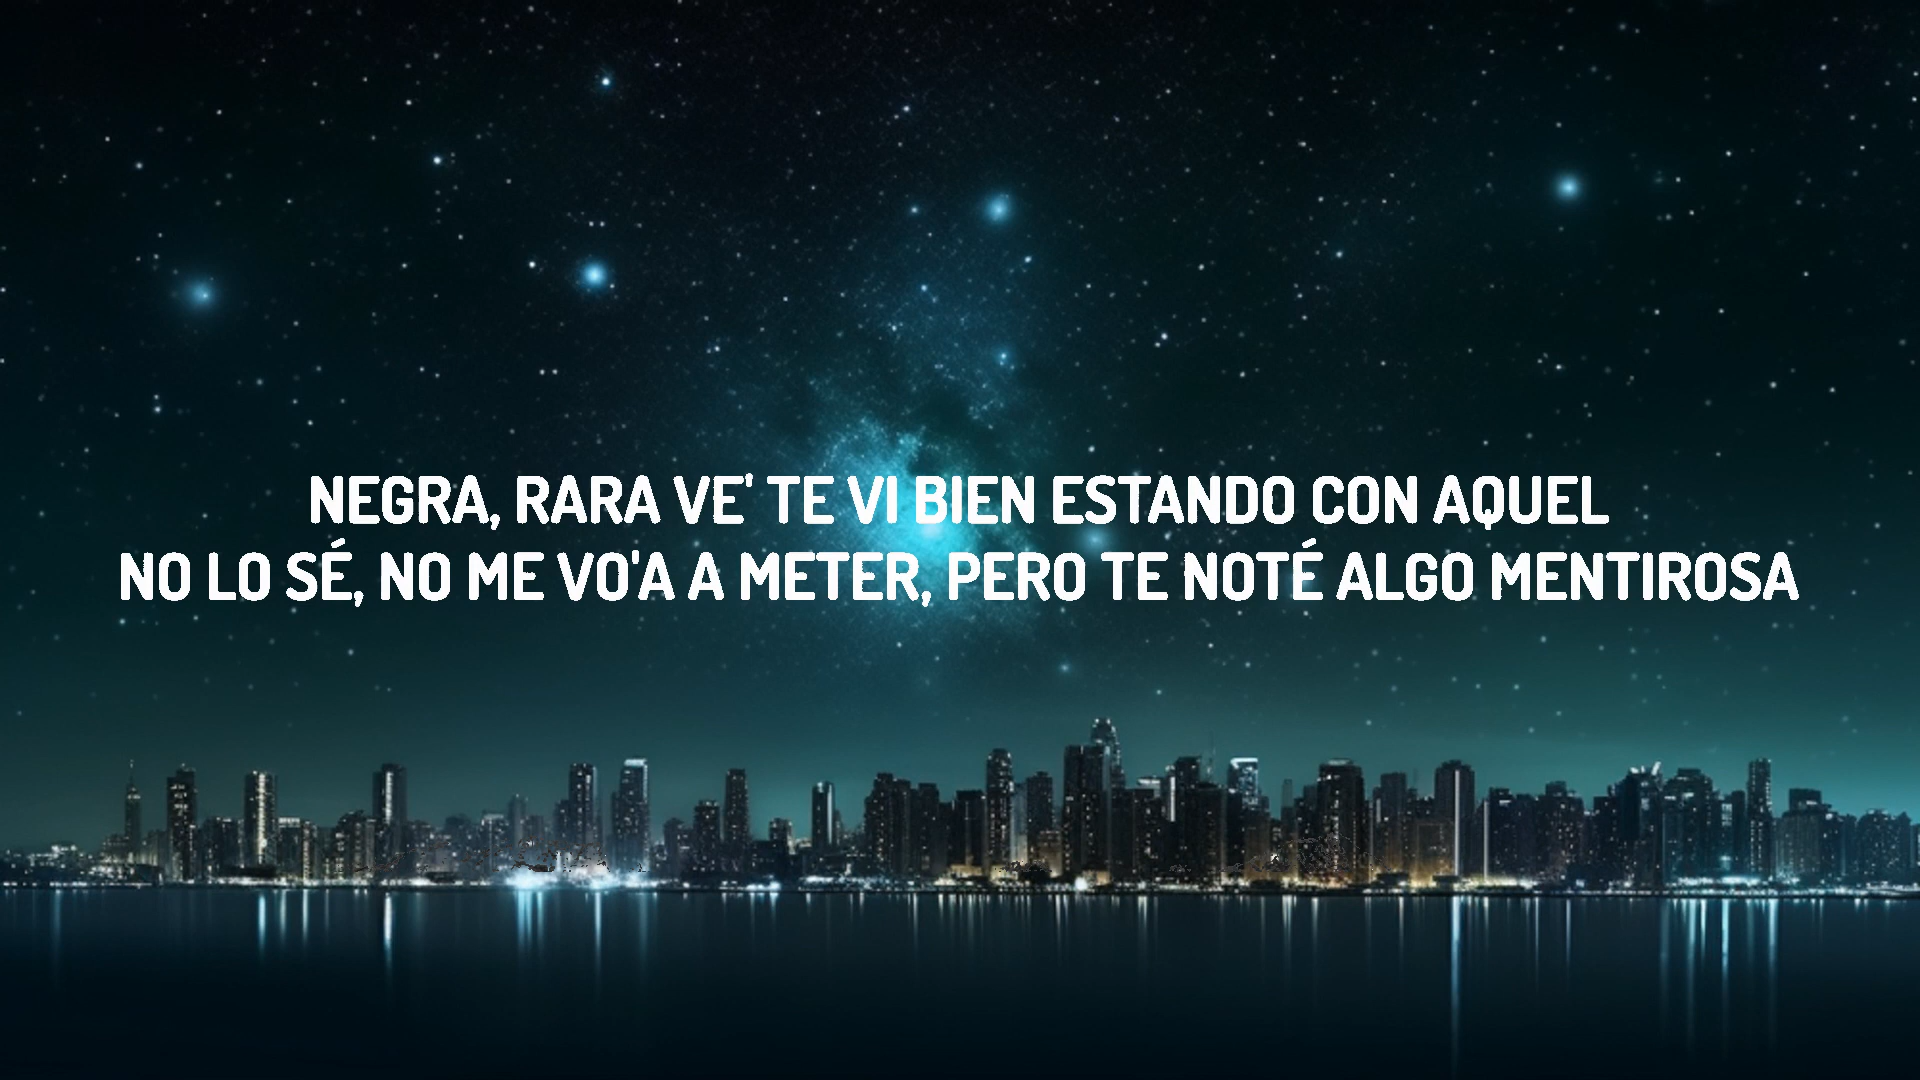 NEGRA, RARA VE' TE VI BIEN ESTANDO CON AQUEL
NO LO SÉ, NO ME VO'A A METER, PERO TE NOTÉ ALGO MENTIROSA